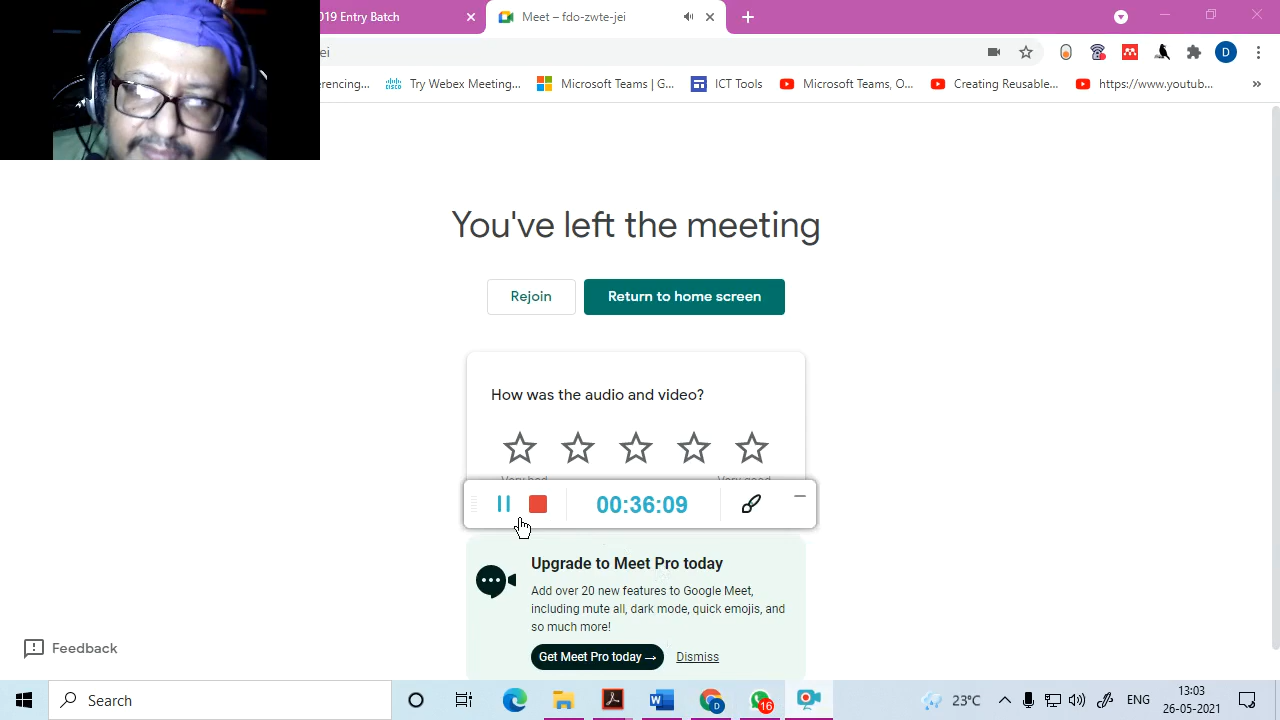 019 Entry Batch
Meet – fdo-zwte-jei
ei
D
erencing...
Try Webex Meeting...
Microsoft Teams | G...
ICT Tools
Microsoft Teams, O...
Creating Reusable...
https://www.youtub...
»
You've left the meeting
Rejoin
Return to home screen
How was the audio and video?
Very bad
Very good
00:36:09
Upgrade to Meet Pro today
Add over 20 new features to Google Meet,
including mute all, dark mode, quick emojis, and
so much more!
Get Meet Pro today →
Dismiss
Feedback
Search
16
23°C
ENG
13:03
26-05-2021